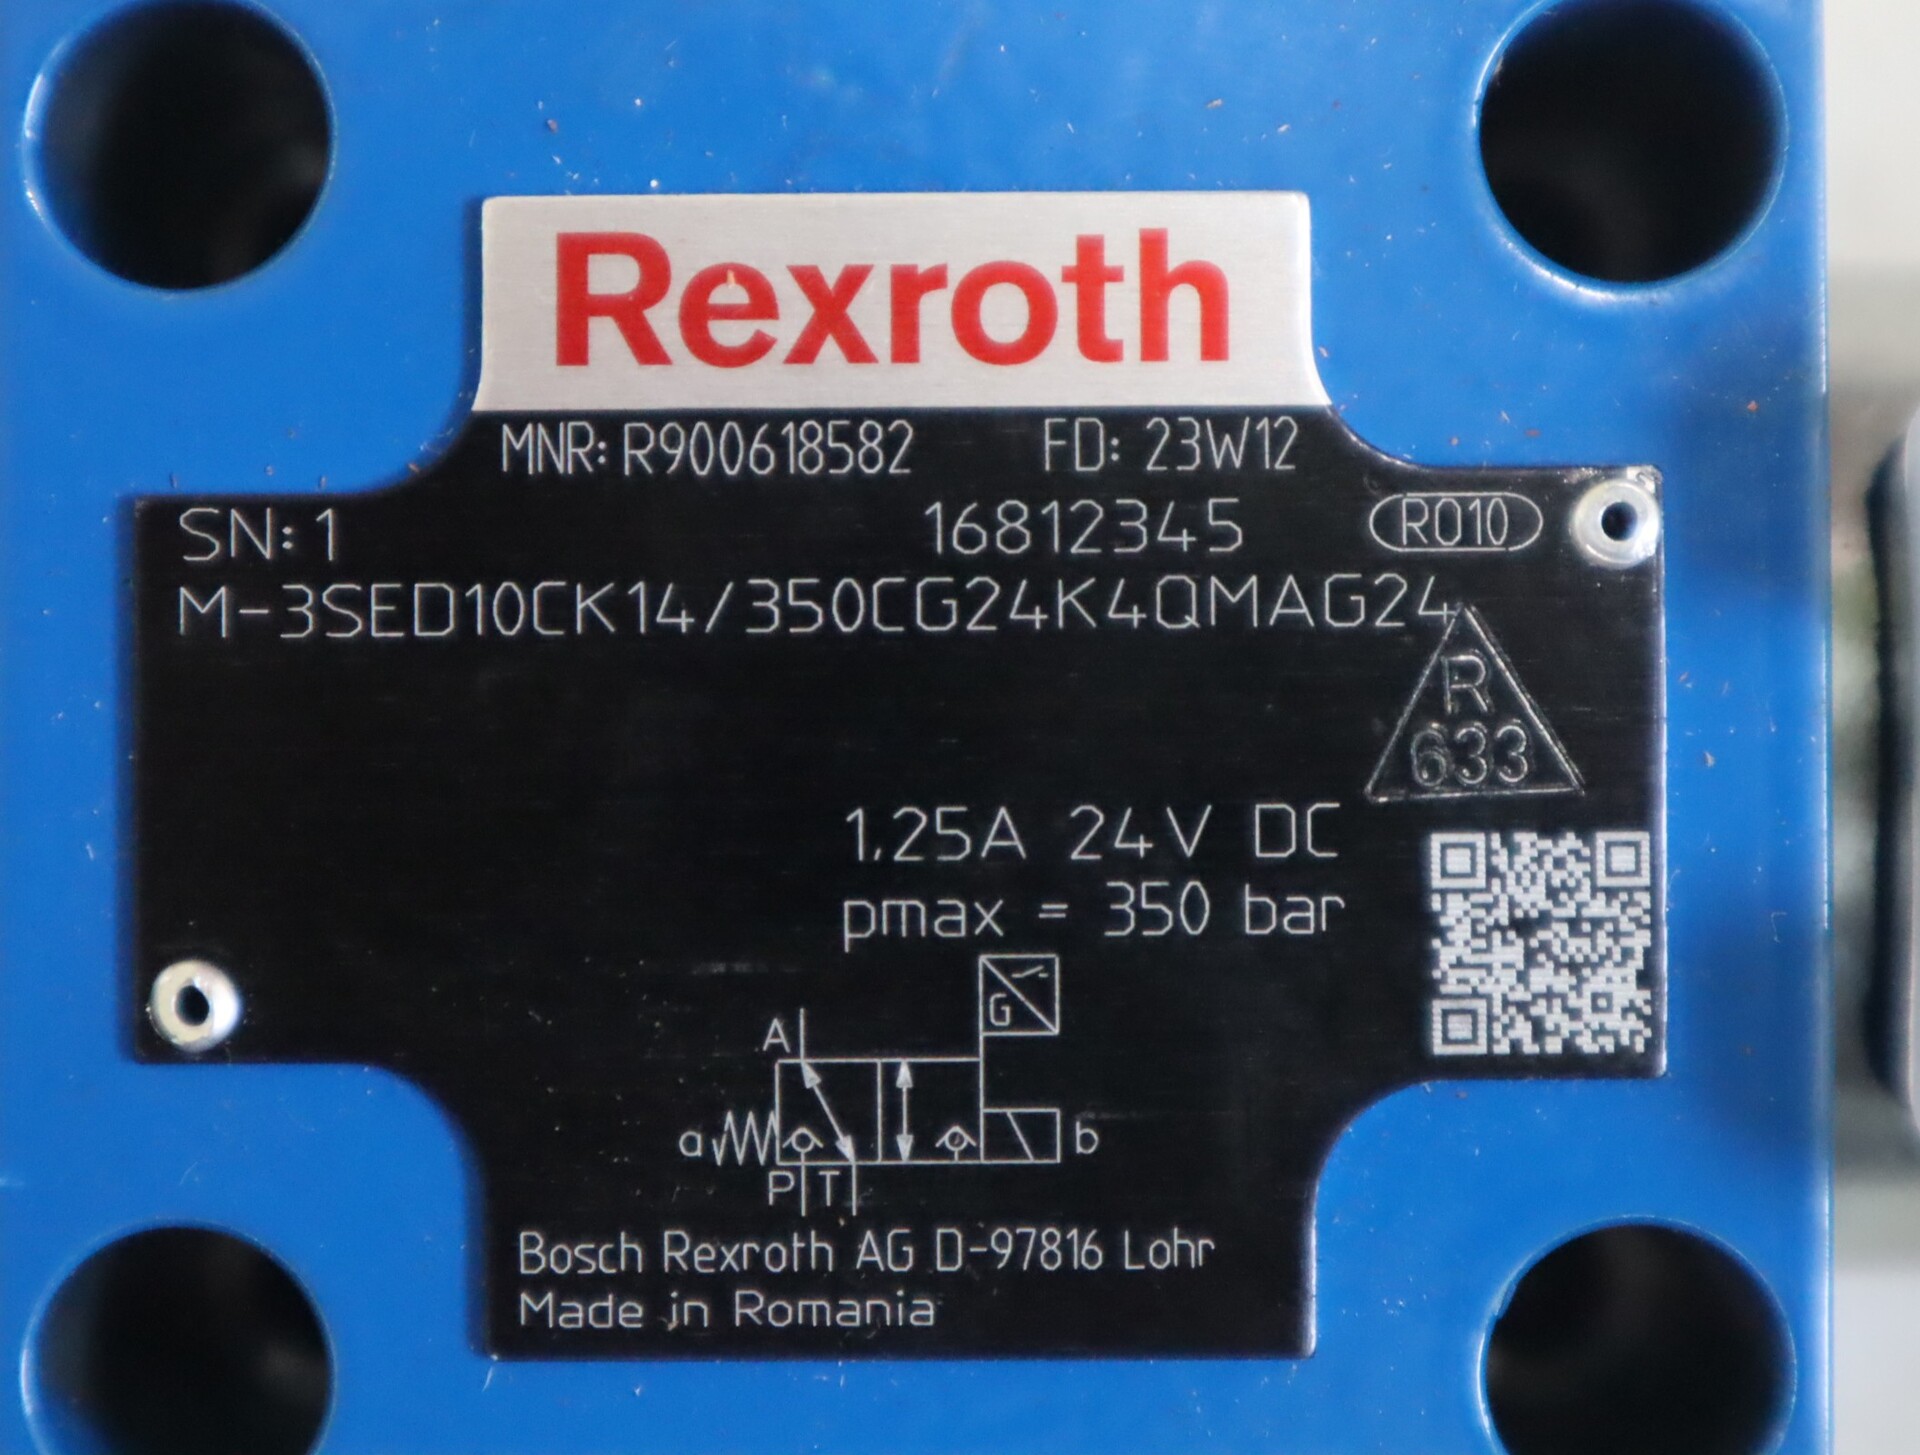 Rexroth
MNR: R900618582 FD: 23W12
SN: 1 16812345 RO10
M-3SED10CK14/350CG24K4QMAG24
R
633
1,25A 24V DC
pmax = 350 bar
G
A
a b
P T
Bosch Rexroth AG D-97816 Lohr
Made in Romania